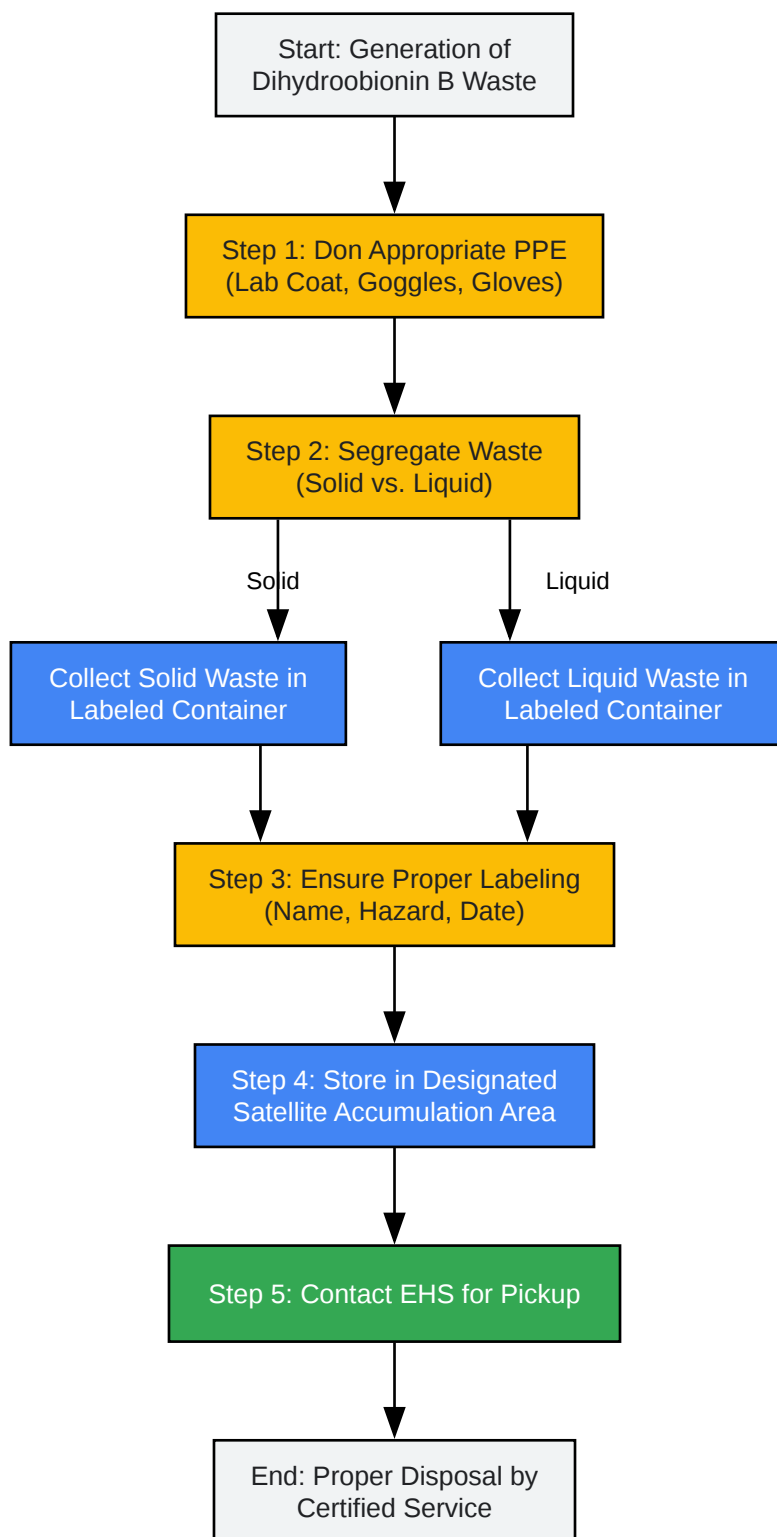 Start: Generation of
Dihydroobionin B Waste
Step 1: Don Appropriate PPE
(Lab Coat, Goggles, Gloves)
Step 2: Segregate Waste
(Solid vs. Liquid)
Solid
Liquid
Collect Solid Waste in
Labeled Container
Collect Liquid Waste in
Labeled Container
Step 3: Ensure Proper Labeling
(Name, Hazard, Date)
Step 4: Store in Designated
Satellite Accumulation Area
Step 5: Contact EHS for Pickup
End: Proper Disposal by
Certified Service